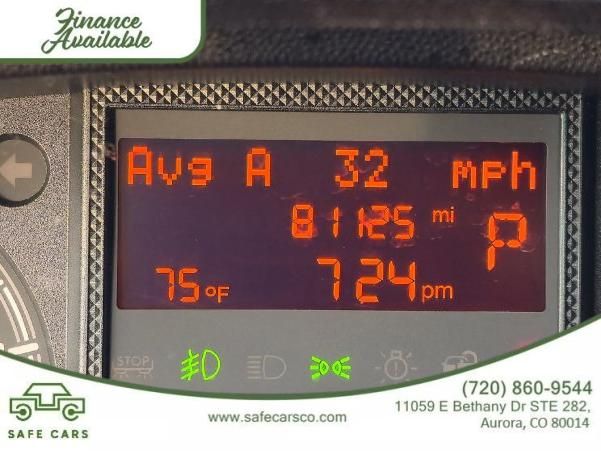 Finance
Available
Avg A 32 mph
81125 mi
P
75°F 7 24 pm
STOP
(720) 860-9544
11059 E Bethany Dr STE 282,
Aurora, CO 80014
www.safecarsco.com
SAFE CARS